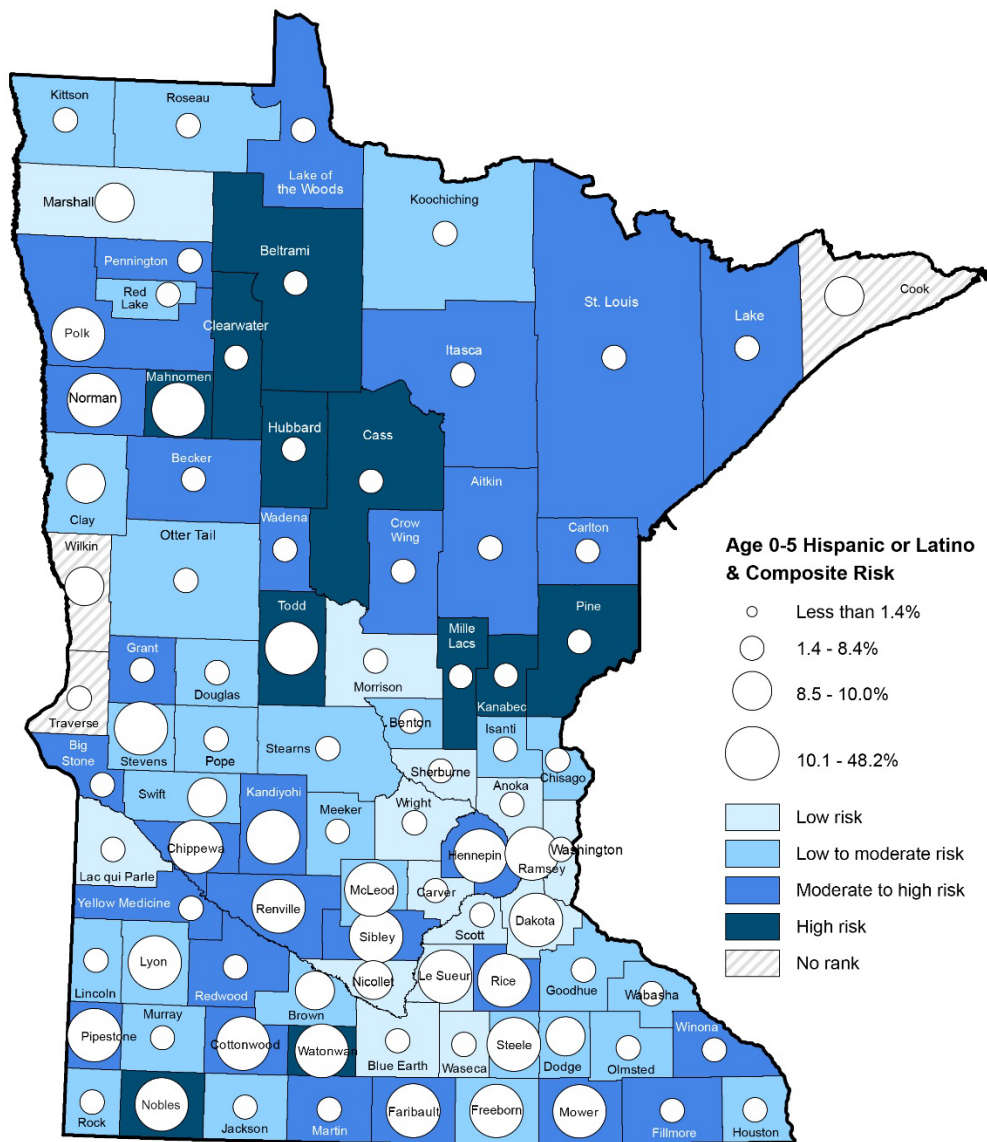 Kittson
Roseau
Lake of
the Woods
Marshall
Koochiching
Beltrami
Pennington
Red
Lake
St. Louis
Cook
Lake
Clearwater
Polk
Itasca
Mahnomen
Norman
Hubbard
Cass
Becker
Aitkin
Clay
Wadena
Crow
Wing
Carlton
Wilkin
Otter Tail
Todd
Pine
Mille
Lacs
Grant
Morrison
Douglas
Kanabec
Traverse
Benton
Isanti
Big
Stone
Stevens
Pope
Stearns
Sherburne
Chisago
Swift
Kandiyohi
Anoka
Meeker
Wright
Chippewa
Hennepin
Washington
Ramsey
Lac qui Parle
McLeod
Carver
Yellow Medicine
Renville
Dakota
Scott
Sibley
Lyon
Nicollet
Le Sueur
Rice
Lincoln
Redwood
Goodhue
Wabasha
Brown
Murray
Pipestone
Cottonwood
Watonwan
Steele
Winona
Blue Earth
Waseca
Dodge
Olmsted
Nobles
Faribault
Freeborn
Mower
Rock
Jackson
Martin
Fillmore
Houston
Age 0-5 Hispanic or Latino
& Composite Risk
Less than 1.4%
1.4 - 8.4%
8.5 - 10.0%
10.1 - 48.2%
Low risk
Low to moderate risk
Moderate to high risk
High risk
No rank